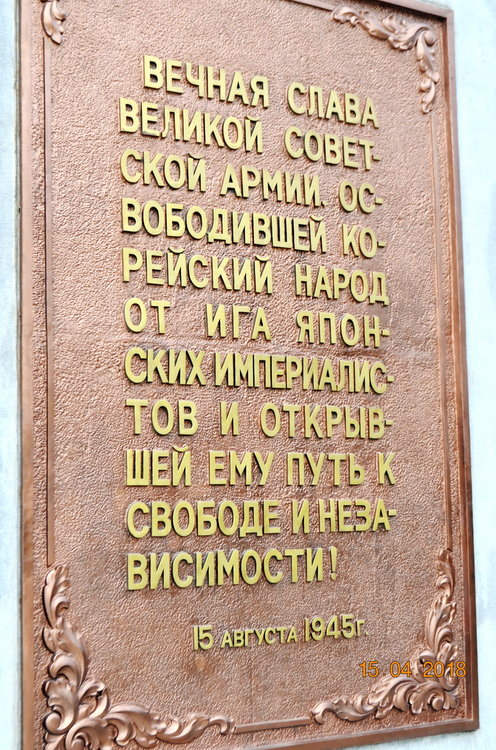 ВЕЧНАЯ СЛАВА
ВЕЛИКОЙ СОВЕТ-
СКОЙ АРМИИ, ОС-
ВОБОДИВШЕЙ КО-
РЕЙСКИЙ НАРОД
ОТ ИГА ЯПОН-
СКИХ ИМПЕРИАЛИС-
ТОВ И ОТКРЫВ-
ШЕЙ ЕМУ ПУТЬ К
СВОБОДЕ И НЕЗА-
ВИСИМОСТИ!
15 АВГУСТА 1945Г.
15.04.2018